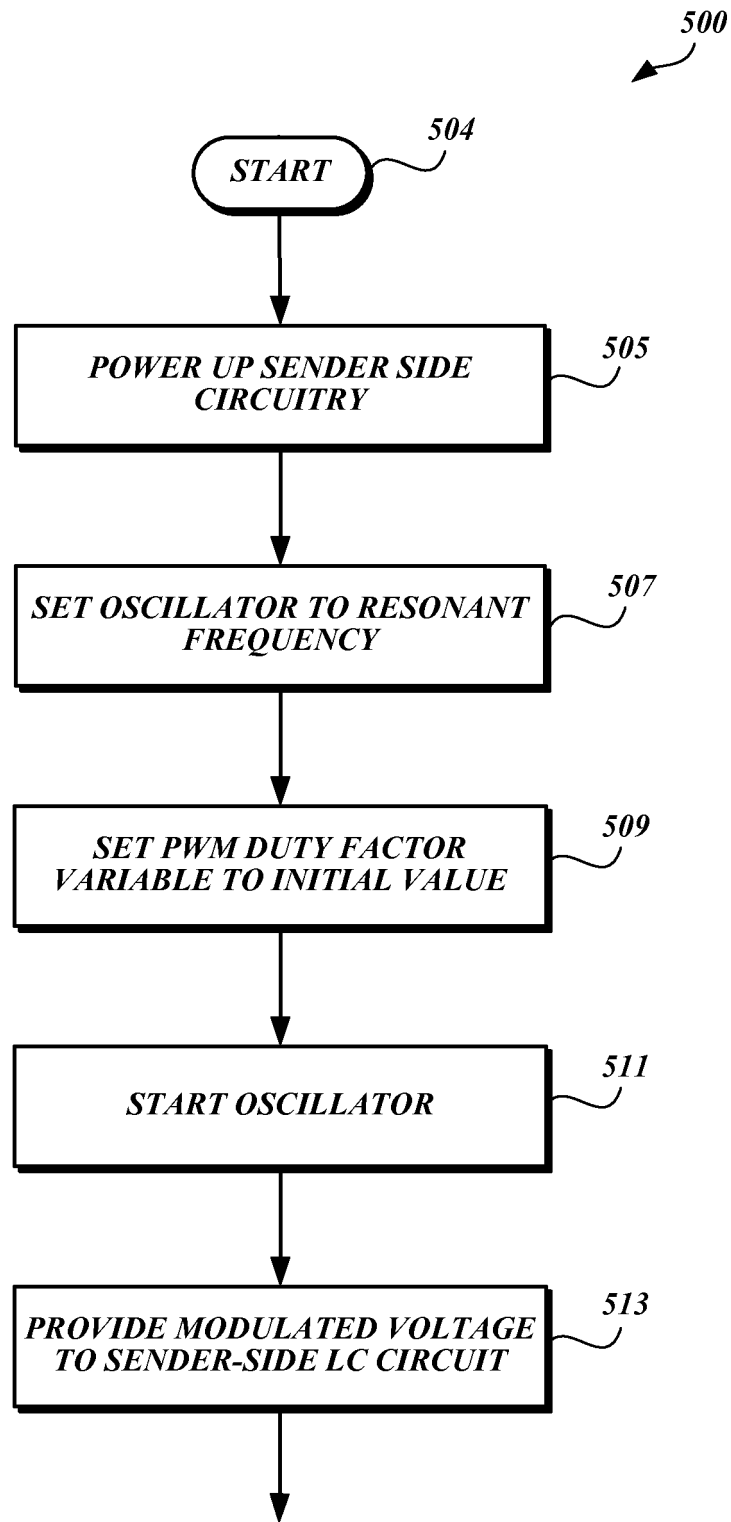 500
START
504
POWER UP SENDER SIDE
CIRCUITRY
505
SET OSCILLATOR TO RESONANT
FREQUENCY
507
SET PWM DUTY FACTOR
VARIABLE TO INITIAL VALUE
509
START OSCILLATOR
511
PROVIDE MODULATED VOLTAGE
TO SENDER-SIDE LC CIRCUIT
513